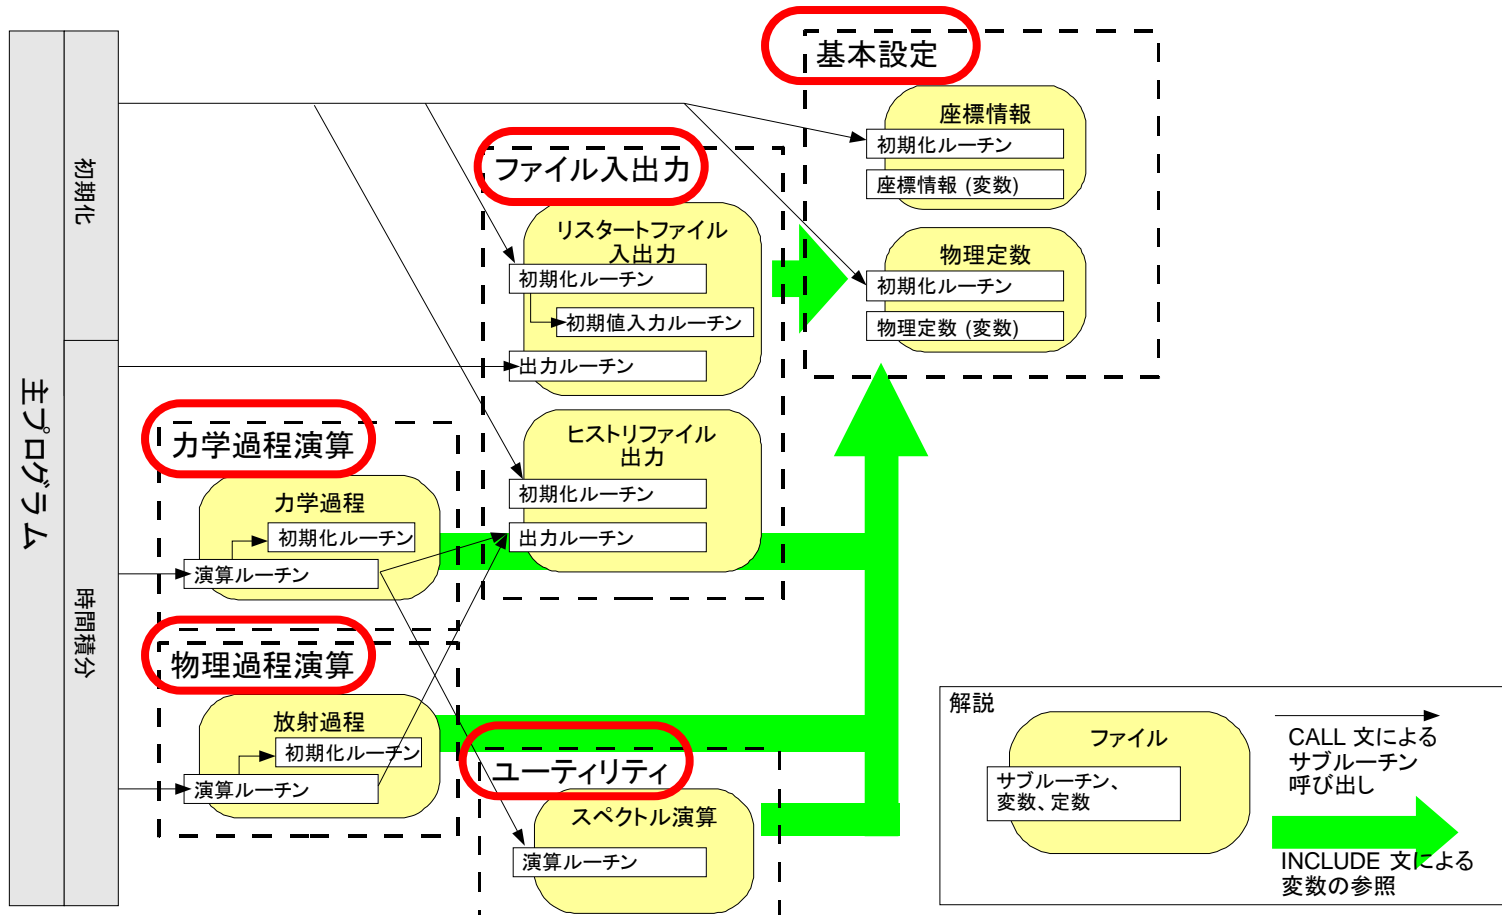 主プログラム
初期化
時間積分
基本設定
座標情報
初期化ルーチン
座標情報 (変数)
物理定数
初期化ルーチン
物理定数 (変数)
ファイル入出力
リスタートファイル
入出力
初期化ルーチン
初期値入力ルーチン
出力ルーチン
ヒストリファイル
出力
初期化ルーチン
出力ルーチン
力学過程演算
力学過程
初期化ルーチン
演算ルーチン
物理過程演算
放射過程
初期化ルーチン
演算ルーチン
ユーティリティ
スペクトル演算
演算ルーチン
解説
ファイル
サブルーチン、
変数、定数
CALL 文による
サブルーチン
呼び出し
INCLUDE 文による
変数の参照